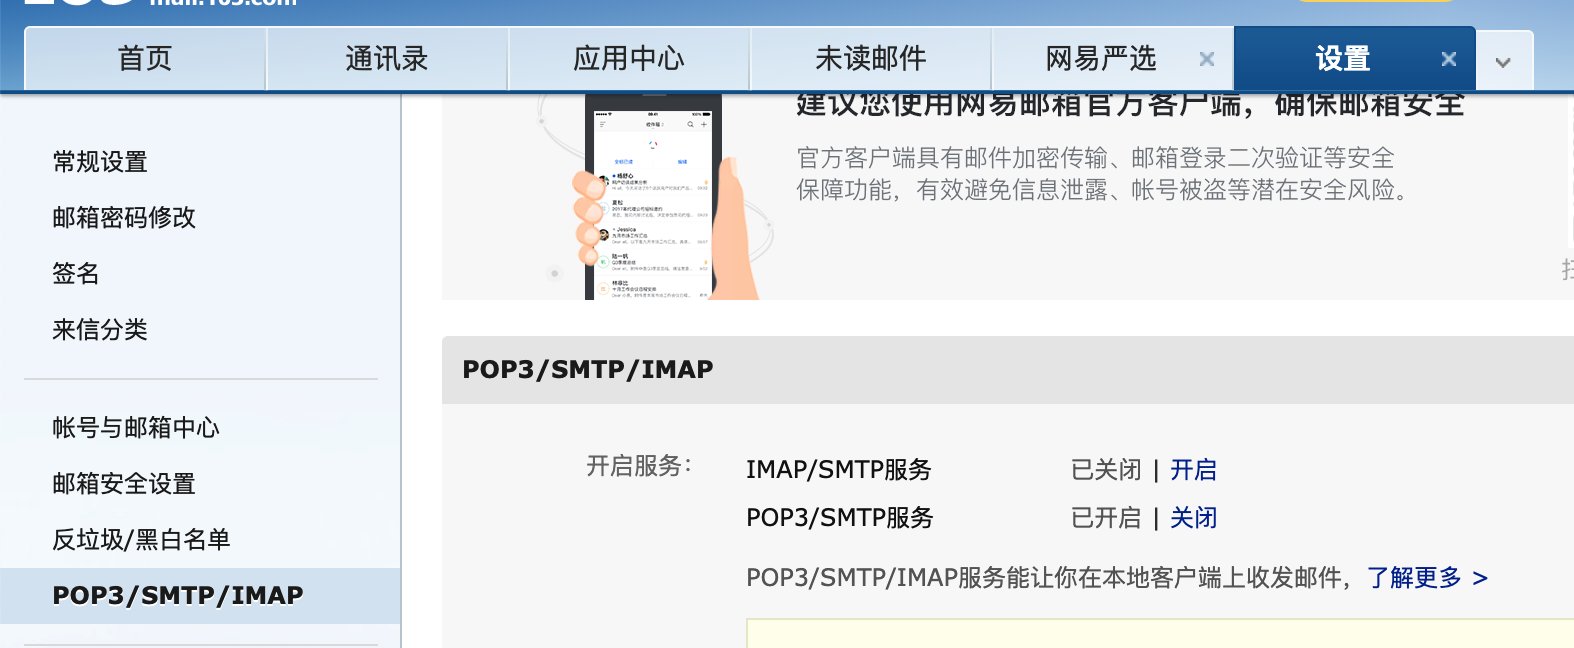 mail.163.com
首页
通讯录
应用中心
未读邮件
网易严选
设置
建议您使用网易邮箱官方客户端，确保邮箱安全
官方客户端具有邮件加密传输、邮箱登录二次验证等安全
保障功能，有效避免信息泄露、帐号被盗等潜在安全风险。
常规设置
邮箱密码修改
签名
来信分类
帐号与邮箱中心
邮箱安全设置
反垃圾/黑白名单
POP3/SMTP/IMAP
POP3/SMTP/IMAP
开启服务：
IMAP/SMTP服务 已关闭 | 开启
POP3/SMTP服务 已开启 | 关闭
POP3/SMTP/IMAP服务能让你在本地客户端上收发邮件，了解更多 >